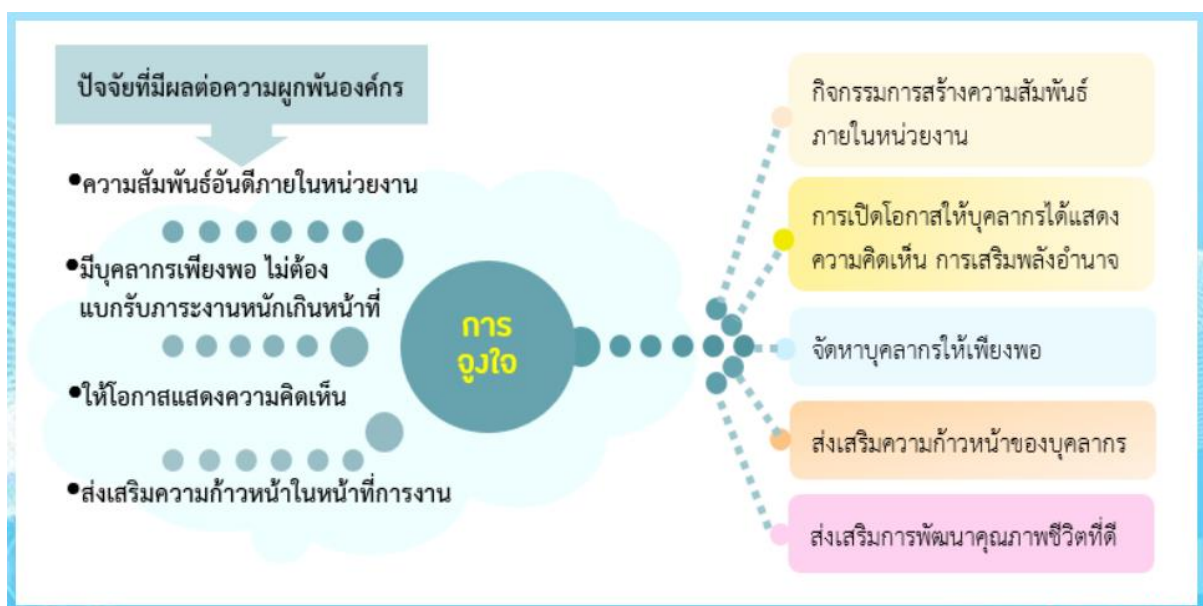 ปัจจัยที่มีผลต่อความผูกพันองค์กร
•ความสัมพันธ์อันดีภายในหน่วยงาน
•มีบุคลากรเพียงพอ ไม่ต้อง
แบกรับภาระงานหนักเกินหน้าที่
•ให้โอกาสแสดงความคิดเห็น
•ส่งเสริมความก้าวหน้าในหน้าที่การงาน
การ
จูงใจ
กิจกรรมการสร้างความสัมพันธ์
ภายในหน่วยงาน
การเปิดโอกาสให้บุคลากรได้แสดง
ความคิดเห็น การเสริมพลังอำนาจ
จัดหาบุคลากรให้เพียงพอ
ส่งเสริมความก้าวหน้าของบุคลากร
ส่งเสริมการพัฒนาคุณภาพชีวิตที่ดี